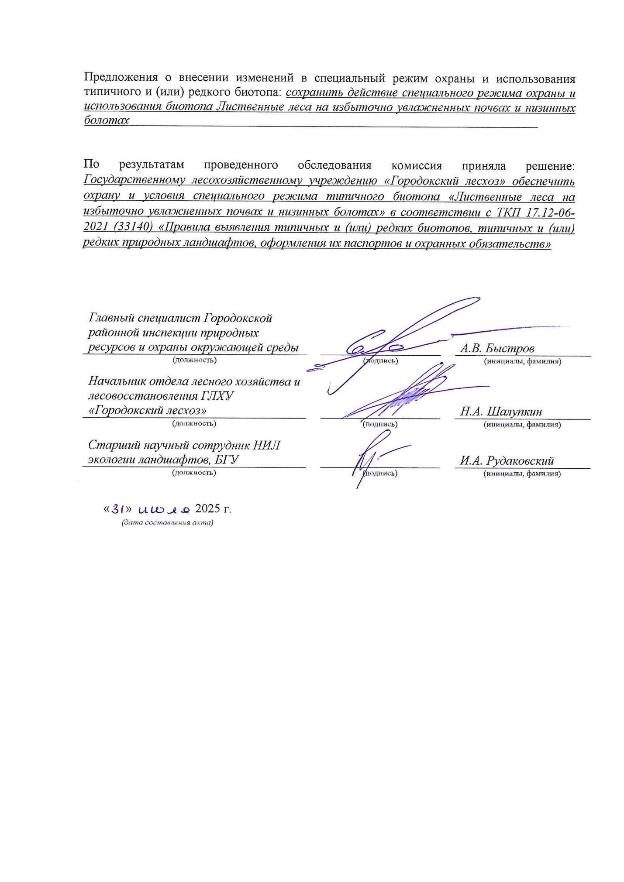 Предложения о внесении изменений в специальный режим охраны и использования
типичного и (или) редкого биотопа: сохранить действие специального режима охраны и
использования биотопа Лиственные леса на избыточно увлажненных почвах и низинных
болотах
По результатам проведенного обследования комиссия приняла решение:
Государственному лесохозяйственному учреждению «Городокский лесхоз» обеспечить
охрану и условия специального режима типичного биотопа «Лиственные леса на
избыточно увлажненных почвах и низинных болотах» в соответствии с ТКП 17.12-06-
2021 (33140) «Правила выявления типичных и (или) редких биотопов, типичных и (или)
редких природных ландшафтов, оформления их паспортов и охранных обязательств»
Главный специалист Городокской
районной инспекции природных
ресурсов и охраны окружающей среды А.В. Быстров
(должность) (подпись) (инициалы, фамилия)
Начальник отдела лесного хозяйства и
лесовосстановления ГЛХУ
«Городокский лесхоз» Н.А. Шалупкин
(должность) (подпись) (инициалы, фамилия)
Старший научный сотрудник НИЛ
экологии ландшафтов, БГУ И.А. Рудаковский
(должность) (подпись) (инициалы, фамилия)
«31» июля 2025 г.
(дата составления акта)